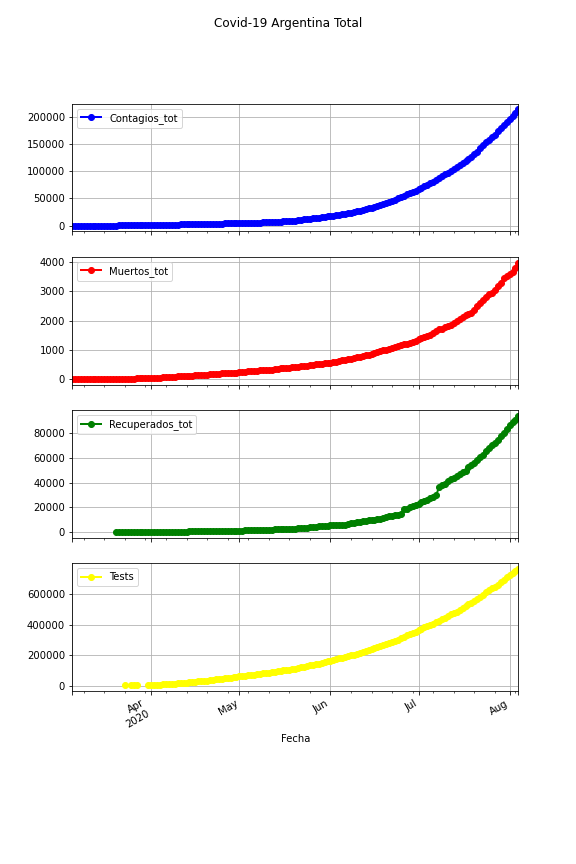 Covid-19 Argentina Total
200000
150000
100000
50000
0
Contagios_tot
4000
3000
2000
1000
0
Muertos_tot
80000
60000
40000
20000
0
Recuperados_tot
600000
400000
200000
0
Tests
Apr
2020
May
Jun
Jul
Aug
Fecha